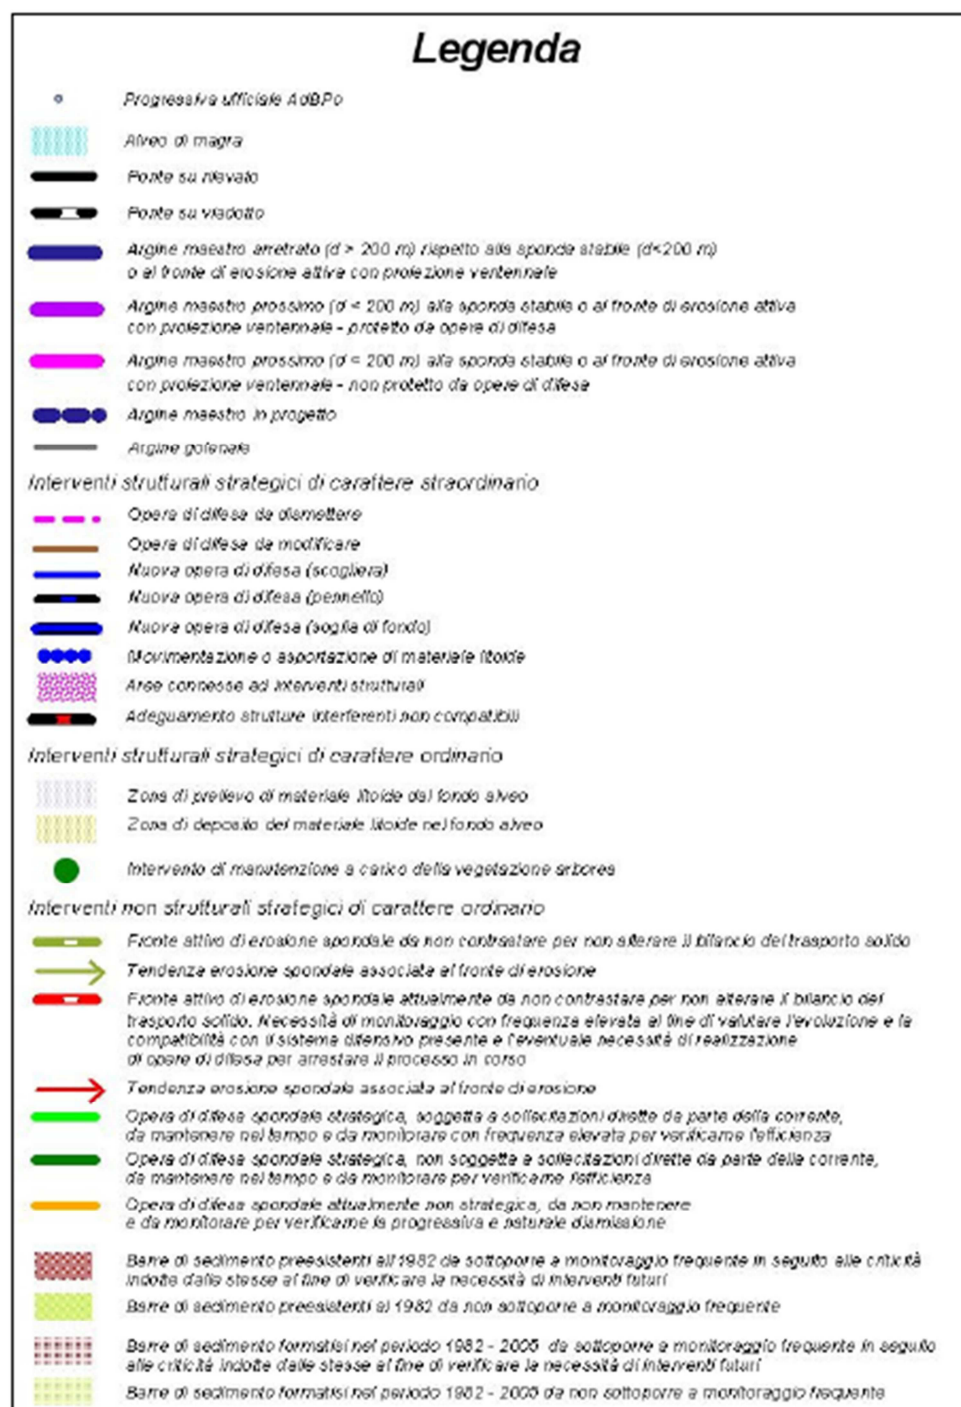 Legenda
Progressiva ufficiale AdBPo
Alveo di magra
Ponte su rilevato
Ponte su viadotto
Argine maestro arretrato (d > 200 m) rispetto alla sponda stabile (d<200 m)
o al fronte di erosione attiva con proiezione ventennale
Argine maestro prossimo (d < 200 m) alla sponda stabile o al fronte di erosione attiva
con proiezione ventennale - protetto da opere di difesa
Argine maestro prossimo (d < 200 m) alla sponda stabile o al fronte di erosione attiva
con proiezione ventennale - non protetto da opere di difesa
Argine maestro in progetto
Argine golenale
Interventi strutturali strategici di carattere straordinario
Opera di difesa da dismettere
Opera di difesa da modificare
Nuova opera di difesa (scogliera)
Nuova opera di difesa (pennello)
Nuova opera di difesa (soglia di fondo)
Movimentazione o asportazione di materiale litoide
Aree connesse ad interventi strutturali
Adeguamento strutture interferenti non compatibili
Interventi strutturali strategici di carattere ordinario
Zona di prelievo di materiale litoide dal fondo alveo
Zona di deposito del materiale litoide nel fondo alveo
Intervento di manutenzione a carico della vegetazione arborea
Interventi non strutturali strategici di carattere ordinario
Fronte attivo di erosione spondale da non contrastare per non alterare il bilancio del trasporto solido
Tendenza erosione spondale associata al fronte di erosione
Fronte attivo di erosione spondale attualmente da non contrastare per non alterare il bilancio del
trasporto solido. Necessità di monitoraggio con frequenza elevata al fine di valutare l'evoluzione e la
compatibilità con il sistema difensivo presente e l'eventuale necessità di realizzazione
di opere di difesa per arrestare il processo in corso
Tendenza erosione spondale associata al fronte di erosione
Opera di difesa spondale strategica, soggetta a sollecitazioni dirette da parte della corrente,
da mantenere nel tempo e da monitorare con frequenza elevata per verificarne l'efficienza
Opera di difesa spondale strategica, non soggetta a sollecitazioni dirette da parte della corrente,
da mantenere nel tempo e da monitorare per verificarne l'efficienza
Opera di difesa spondale attualmente non strategica, da non mantenere
e da monitorare per verificarne la progressiva e naturale dismissione
Barre di sedimento preesistenti all'1982 da sottoporre a monitoraggio frequente in seguito alle criticità
indotte dalle stesse al fine di verificare la necessità di interventi futuri
Barre di sedimento preesistenti al 1982 da non sottoporre a monitoraggio frequente
Barre di sedimento formatisi nel periodo 1982 - 2005 da sottoporre a monitoraggio frequente in seguito
alle criticità indotte dalle stesse al fine di verificare la necessità di interventi futuri
Barre di sedimento formatisi nel periodo 1982 - 2005 da non sottoporre a monitoraggio frequente